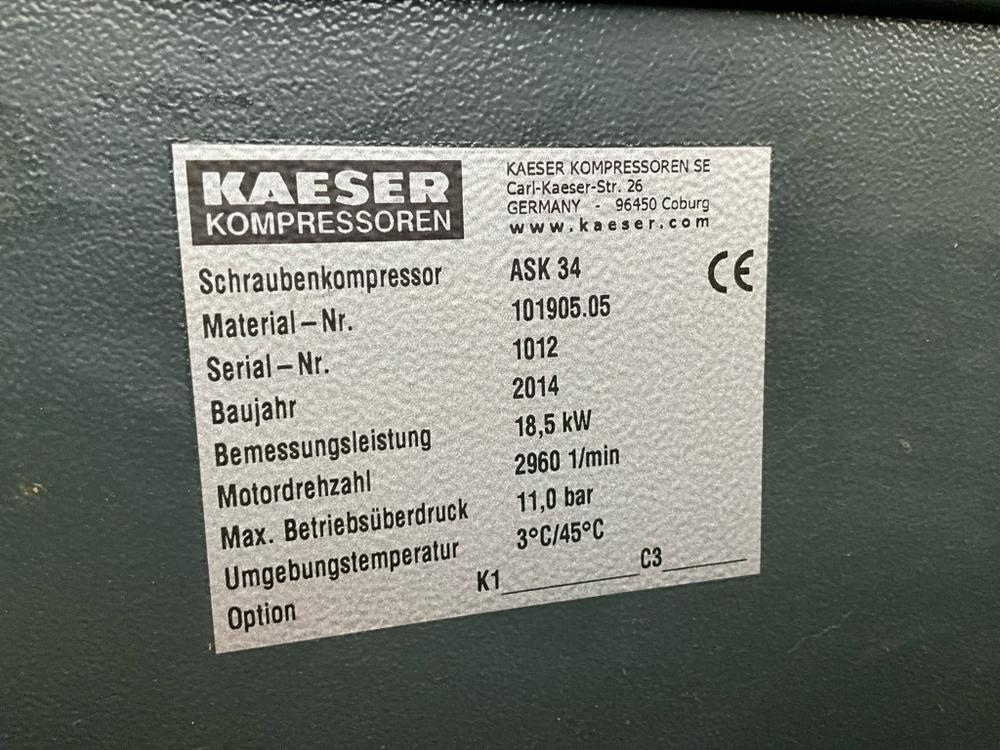 KAESER
KOMPRESSOREN
KAESER KOMPRESSOREN SE
Carl-Kaeser-Str. 26
GERMANY - 96450 Coburg
www.kaeser.com
CE
Schraubenkompressor ASK 34
Material-Nr. 101905.05
Serial-Nr. 1012
Baujahr 2014
Bemessungsleistung 18,5 kW
Motordrehzahl 2960 1/min
Max. Betriebsüberdruck 11,0 bar
Umgebungstemperatur 3°C/45°C
Option K1 C3